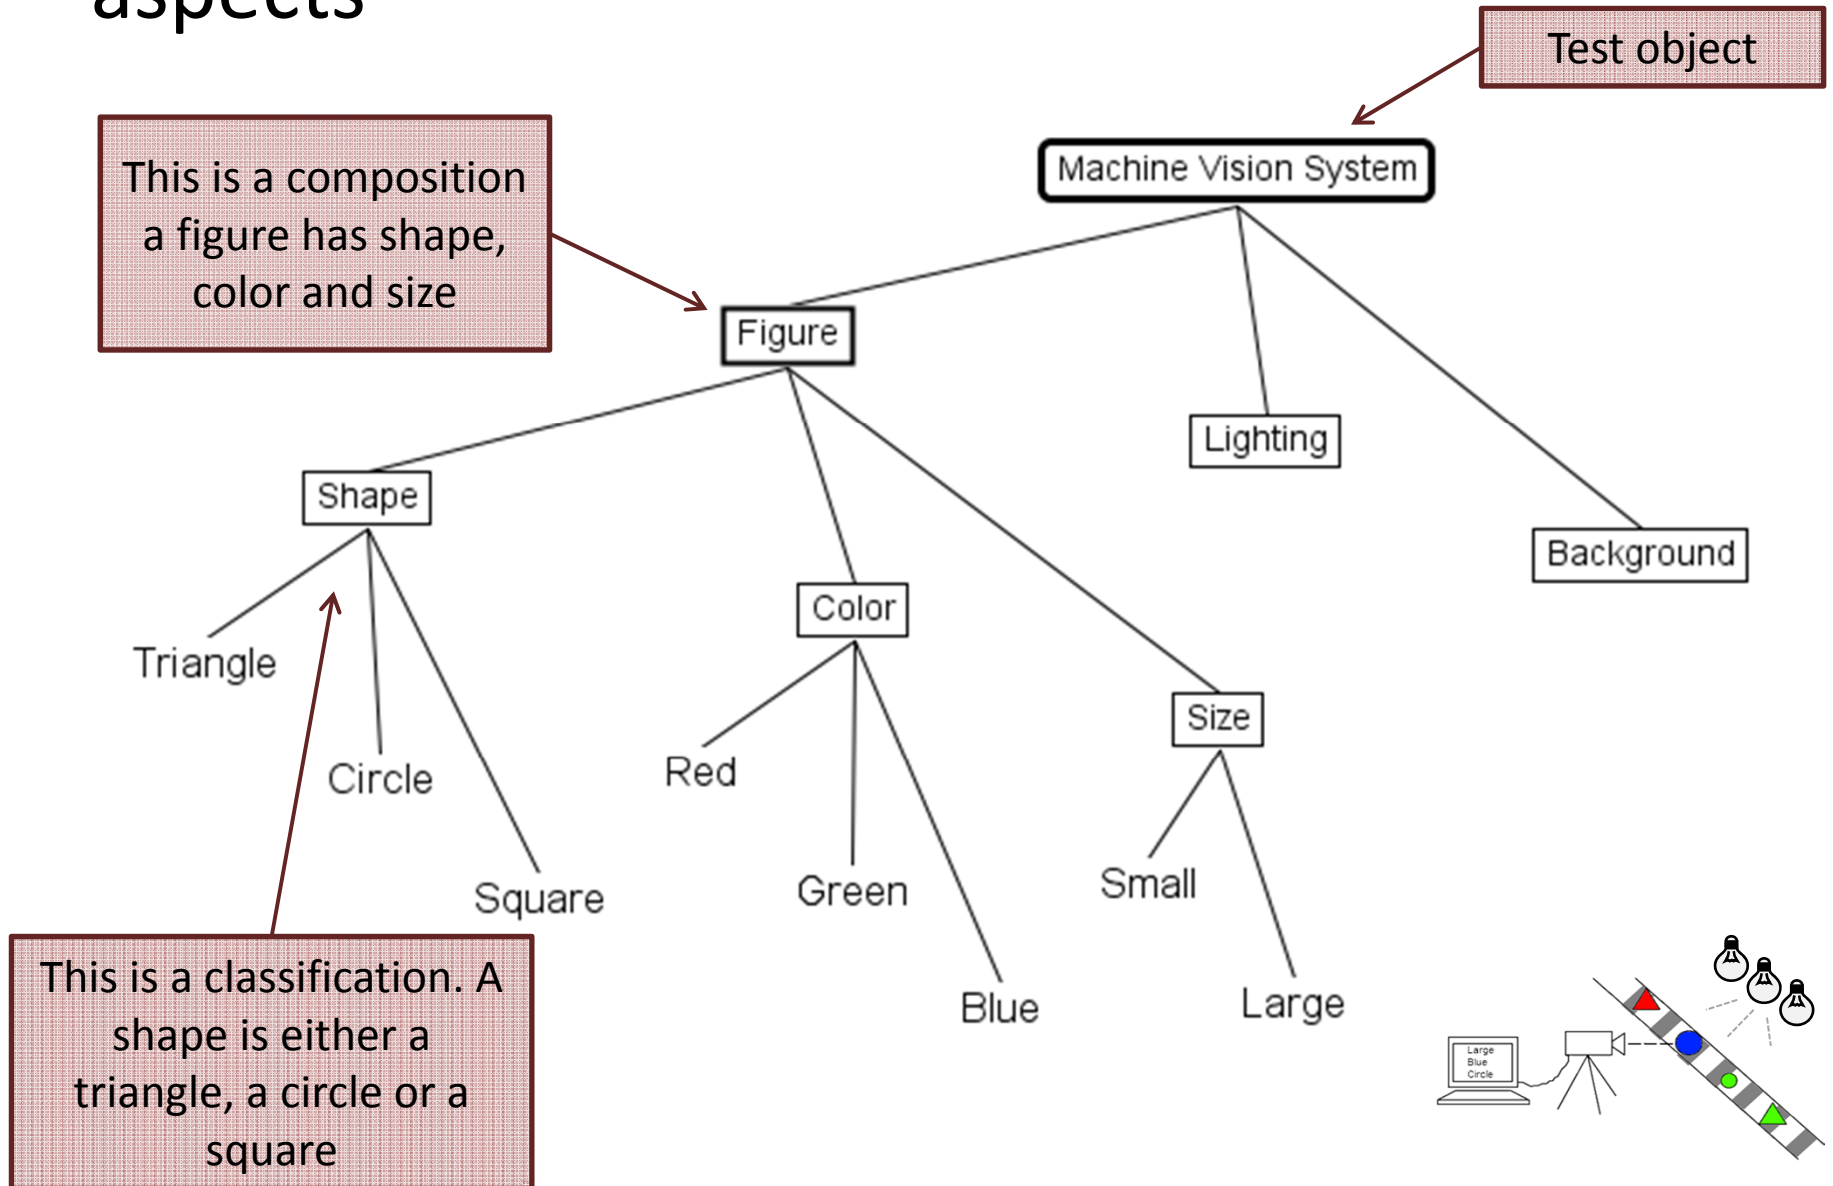 aspects
Test object
This is a composition
a figure has shape,
color and size
Machine Vision System
Figure
Lighting
Shape
Background
Color
Triangle
Size
Circle
Red
Square
Green
Small
Blue
Large
This is a classification. A
shape is either a
triangle, a circle or a
square
Large
Blue
Circle